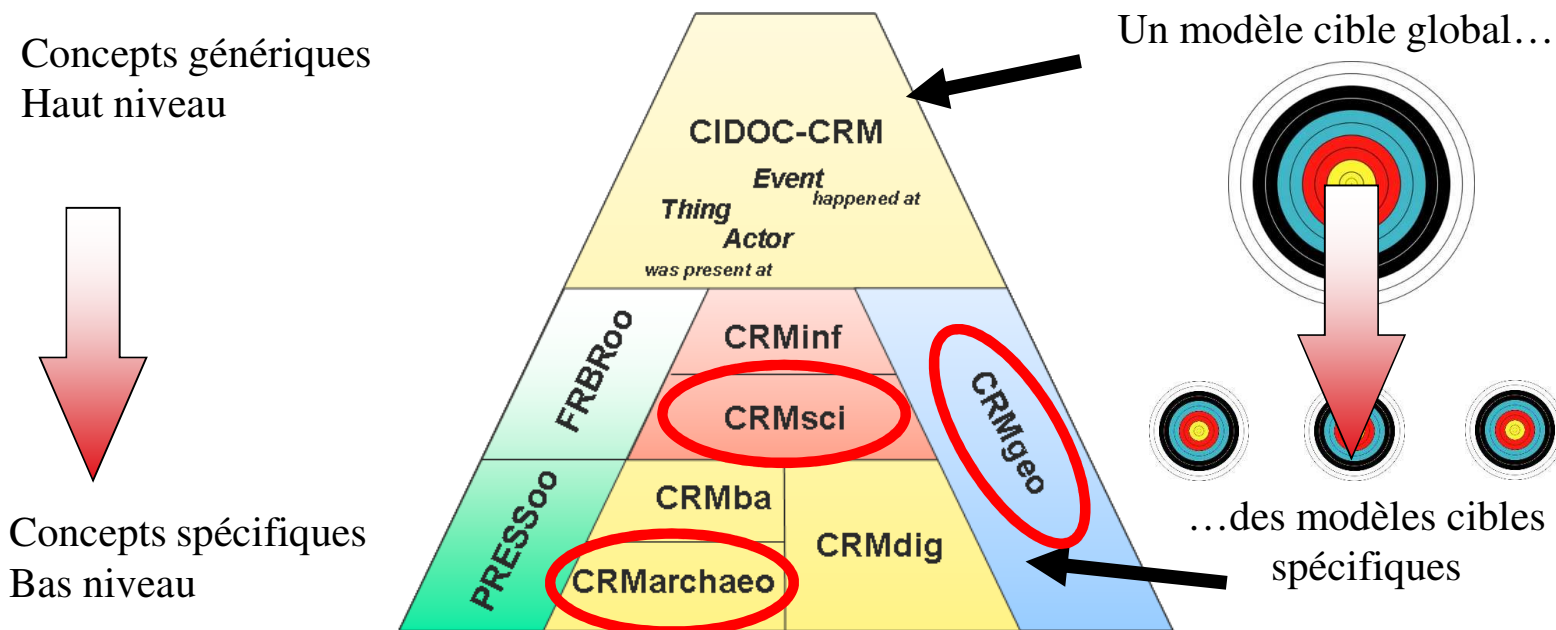 Concepts génériques
Haut niveau
Un modèle cible global…
CIDOC-CRM
Event
happened at
Thing
Actor
was present at
FRBRoo
CRMinf
CRMsci
CRMgeo
PRESSoo
CRMba
CRMdig
CRMarchaeo
Concepts spécifiques
Bas niveau
…des modèles cibles
spécifiques